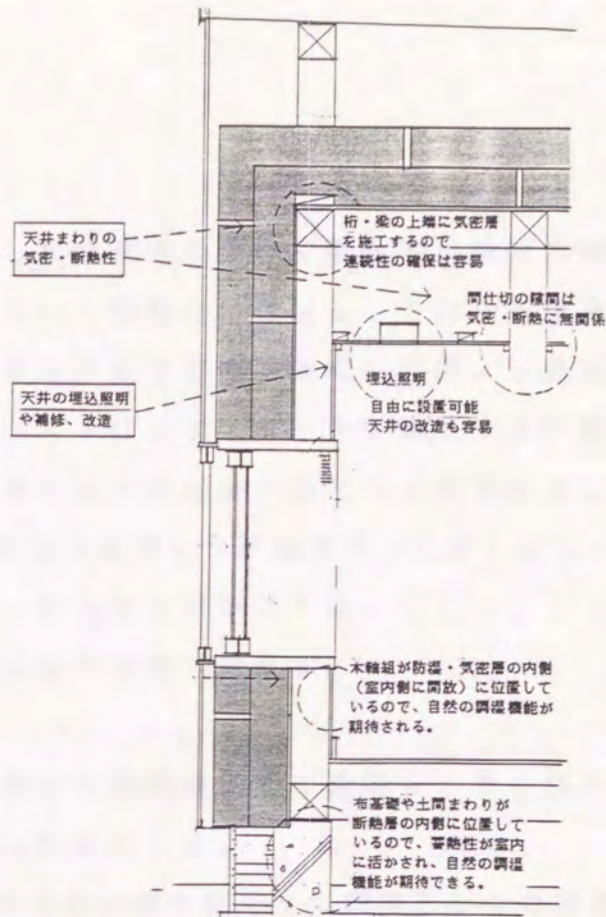 桁・梁の上端に気密層
を施工するので
連続性の確保は容易
天井まわりの
気密・断熱性
間仕切の隙間は
気密・断熱に無関係
埋込照明
自由に設置可能
天井の改造も容易
天井の埋込照明
や補修、改造
木軸組が防湿・気密層の内側
（室内側に開放）に位置して
いるので、自然の調湿機能が
期待される。
布基礎や土間まわりが
断熱層の内側に位置して
いるので、蓄熱性が室内
に活かされ、自然の調湿
機能が期待できる。